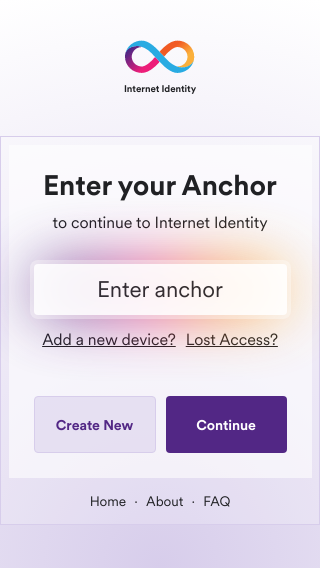 Internet Identity
Enter your Anchor
to continue to Internet Identity
Enter anchor
Add a new device? Lost Access?
Create New Continue
Home · About · FAQ